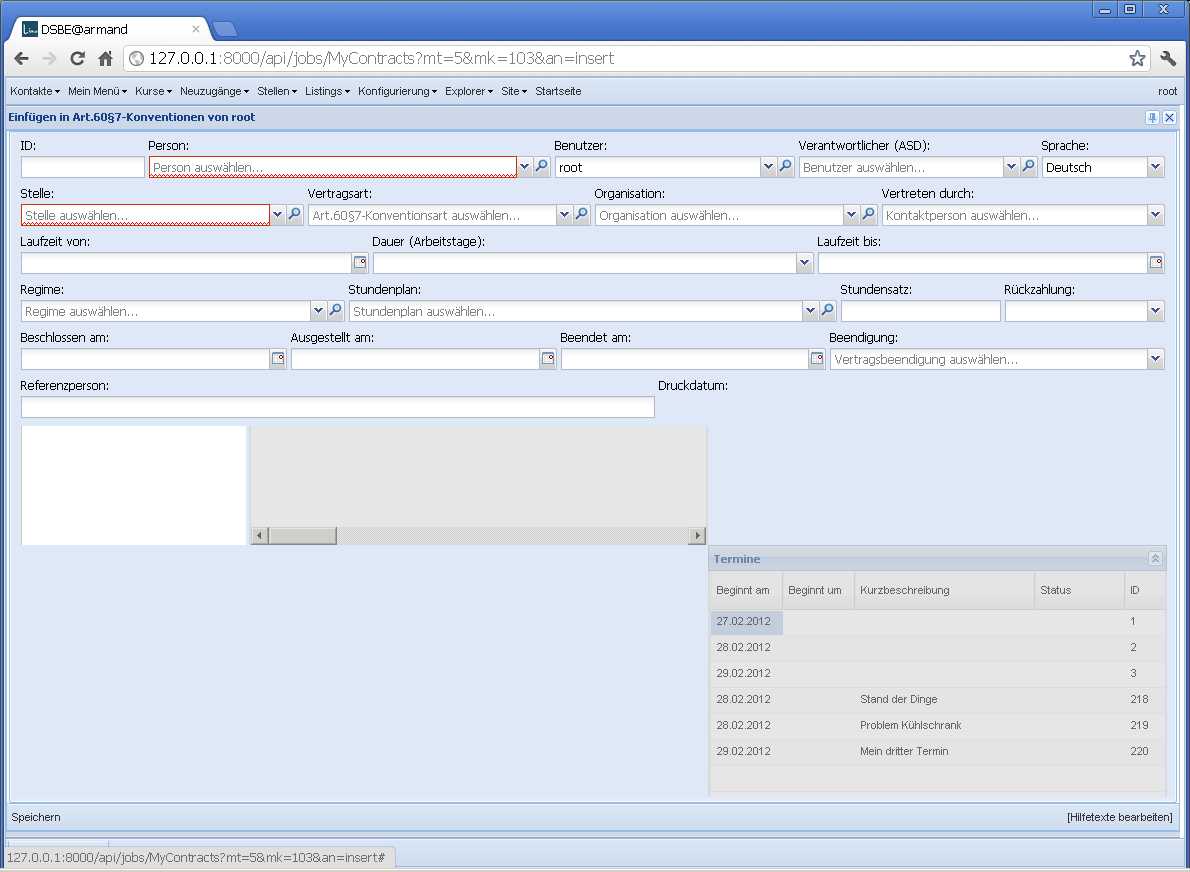 DSBE@armand
127.0.0.1:8000/api/jobs/MyContracts?mt=5&mk=103&an=insert
Kontakte Mein Menü Kurse Neuzugänge Stellen Listings Konfigurierung Explorer Site Startseite root
Einfügen in Art.60§7-Konventionen von root
ID: Person: Benutzer: Verantwortlicher (ASD): Sprache:
Person auswählen... root Benutzer auswählen... Deutsch
Stelle: Vertragsart: Organisation: Vertreten durch:
Stelle auswählen... Art.60§7-Konventionsart auswählen... Organisation auswählen... Kontaktperson auswählen...
Laufzeit von: Dauer (Arbeitstage): Laufzeit bis:
Regime: Stundenplan: Stundensatz: Rückzahlung:
Regime auswählen... Stundenplan auswählen...
Beschlossen am: Ausgestellt am: Beendet am: Beendigung:
Vertragsbeendigung auswählen...
Referenzperson: Druckdatum:
Termine
Beginnt am Beginnt um Kurzbeschreibung Status ID
27.02.2012 1
28.02.2012 2
29.02.2012 3
28.02.2012 Stand der Dinge 218
28.02.2012 Problem Kühlschrank 219
29.02.2012 Mein dritter Termin 220
Speichern [Hilfetexte bearbeiten]
127.0.0.1:8000/api/jobs/MyContracts?mt=5&mk=103&an=insert#